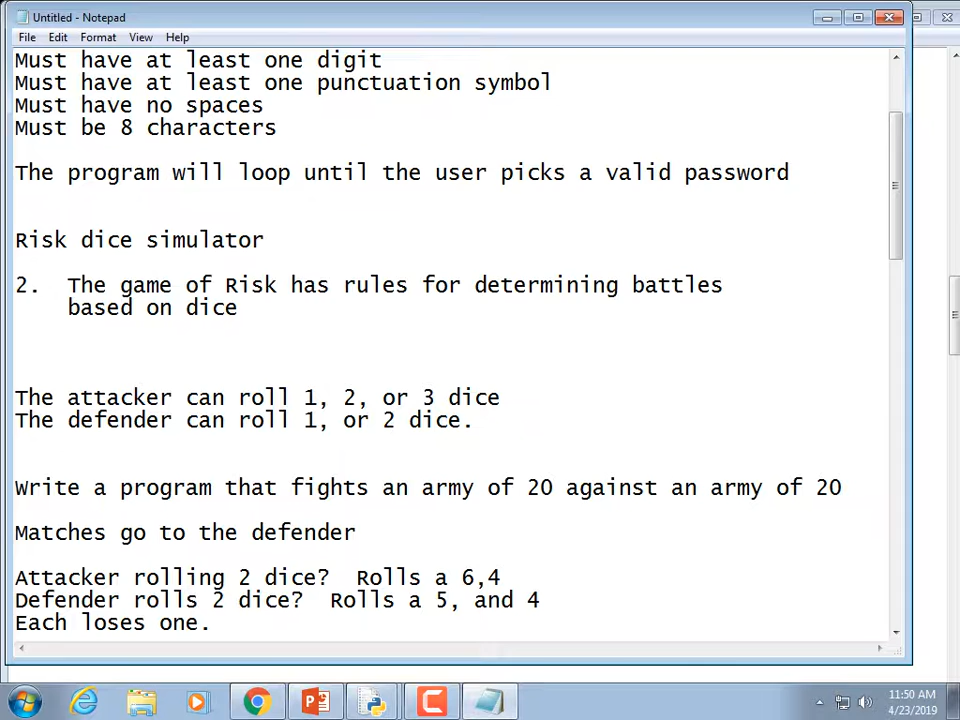 Untitled - Notepad
File Edit Format View Help
Must have at least one digit
Must have at least one punctuation symbol
Must have no spaces
Must be 8 characters
The program will loop until the user picks a valid password
Risk dice simulator
2. The game of Risk has rules for determining battles
based on dice
The attacker can roll 1, 2, or 3 dice
The defender can roll 1, or 2 dice.
Write a program that fights an army of 20 against an army of 20
Matches go to the defender
Attacker rolling 2 dice? Rolls a 6,4
Defender rolls 2 dice? Rolls a 5, and 4
Each loses one.
11:50 AM
4/23/2019